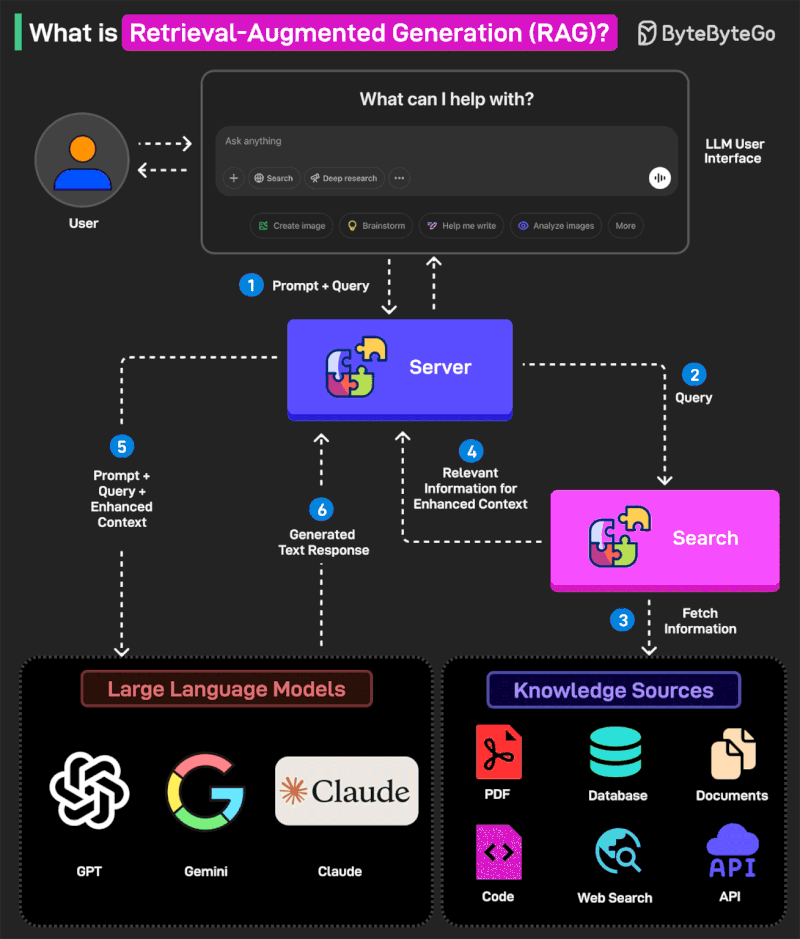 What is Retrieval-Augmented Generation (RAG)?
ByteByteGo
What can I help with?
Ask anything
+
Search
Deep research
···
Create image
Brainstorm
Help me write
Analyze images
More
LLM User
Interface
User
1
Prompt + Query
Server
2
Query
5
Prompt +
Query +
Enhanced
Context
4
Relevant
Information for
Enhanced Context
6
Generated
Text Response
Search
3
Fetch
Information
Large Language Models
Claude
GPT
Gemini
Claude
Knowledge Sources
PDF
Database
Documents
Code
Web Search
API
API